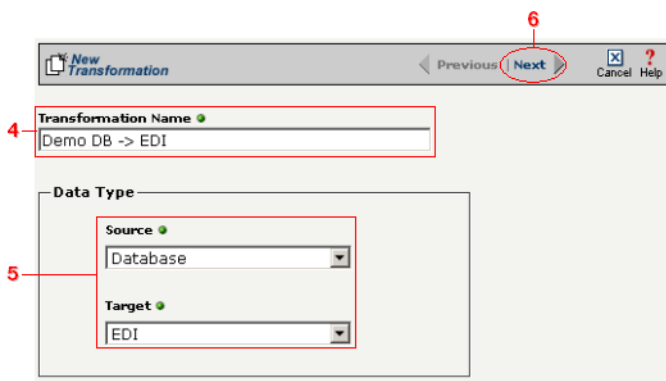 6
New
Transformation
Previous | Next
Cancel Help
Transformation Name
4
Demo DB -> EDI
Data Type
Source
Database
5
Target
EDI